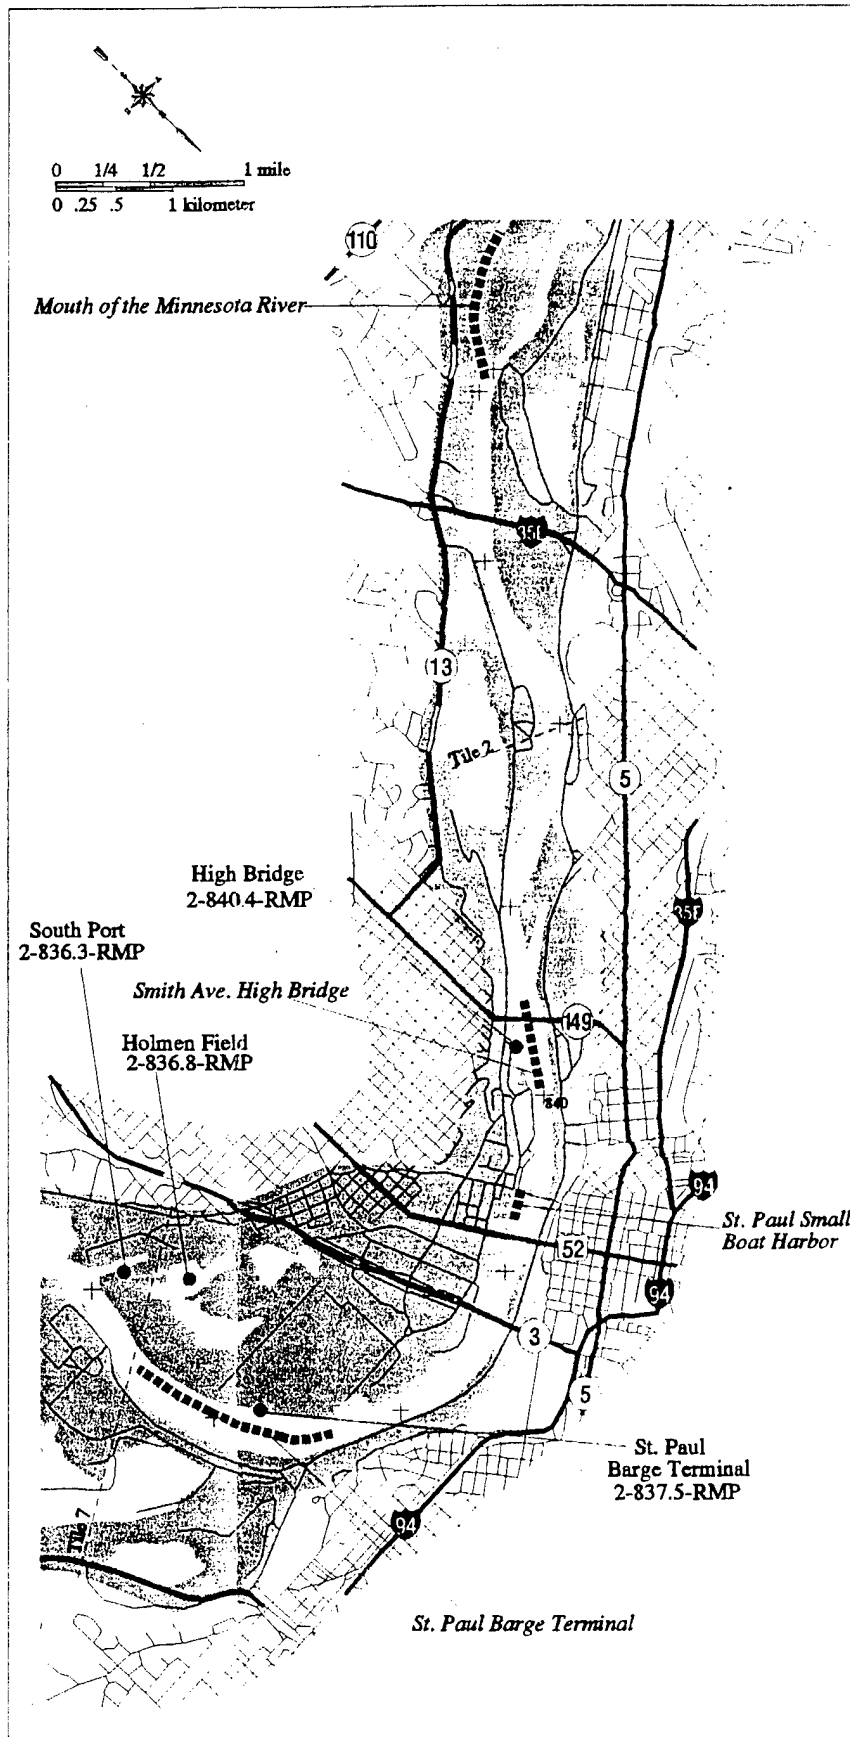 0 1/4 1/2 1 mile
0 .25 .5 1 kilometer
110
Mouth of the Minnesota River
35E
13
Tile 2
5
High Bridge
2-840.4-RMP
35E
South Port
2-836.3-RMP
Smith Ave. High Bridge
149
Holmen Field
2-836.8-RMP
840
94
St. Paul Small
Boat Harbor
52
94
3
5
St. Paul
Barge Terminal
2-837.5-RMP
94
Tile 7
St. Paul Barge Terminal